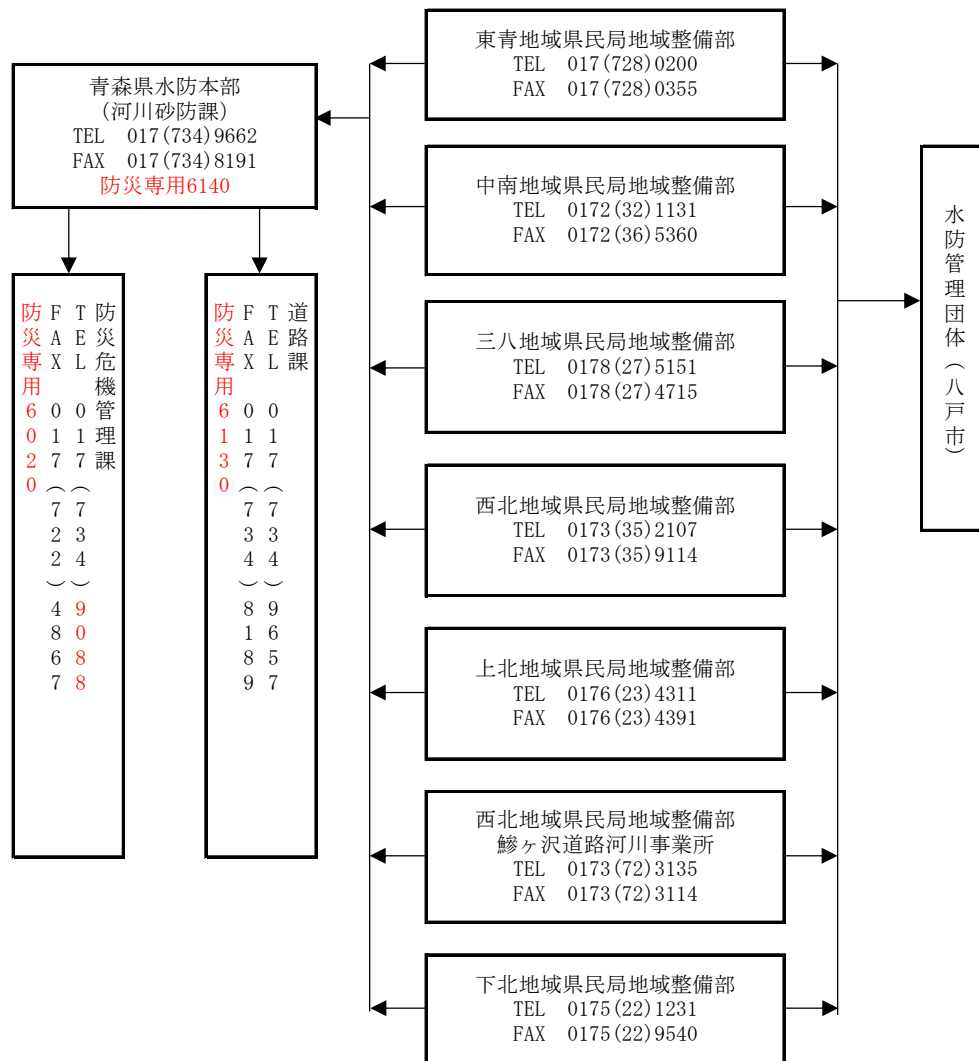 青森県水防本部
(河川砂防課)
TEL 017(734)9662
FAX 017(734)8191
防災専用6140
防災危機管理課
TEL 017(734)9088
FAX 017(722)4867
防災専用6020
道路課
TEL 017(734)9657
FAX 017(734)8189
防災専用6130
東青地域県民局地域整備部
TEL 017(728)0200
FAX 017(728)0355
中南地域県民局地域整備部
TEL 0172(32)1131
FAX 0172(36)5360
三八地域県民局地域整備部
TEL 0178(27)5151
FAX 0178(27)4715
西北地域県民局地域整備部
TEL 0173(35)2107
FAX 0173(35)9114
上北地域県民局地域整備部
TEL 0176(23)4311
FAX 0176(23)4391
西北地域県民局地域整備部
鰺ヶ沢道路河川事業所
TEL 0173(72)3135
FAX 0173(72)3114
下北地域県民局地域整備部
TEL 0175(22)1231
FAX 0175(22)9540
水防管理団体(八戸市)